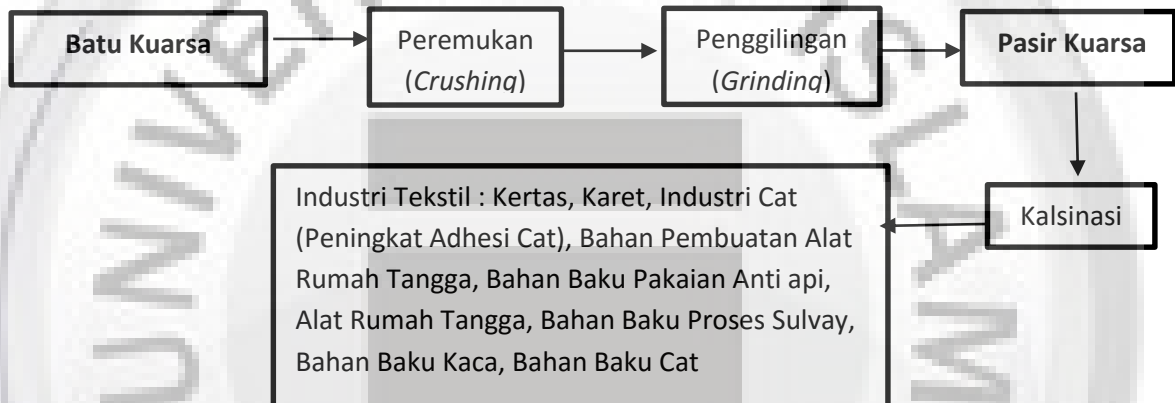 Batu Kuarsa
Peremukan
(Crushing)
Penggilingan
(Grinding)
Pasir Kuarsa
Kalsinasi
Industri Tekstil : Kertas, Karet, Industri Cat
(Peningkat Adhesi Cat), Bahan Pembuatan Alat
Rumah Tangga, Bahan Baku Pakaian Anti api,
Alat Rumah Tangga, Bahan Baku Proses Sulvay,
Bahan Baku Kaca, Bahan Baku Cat
UNIVE
SLAM